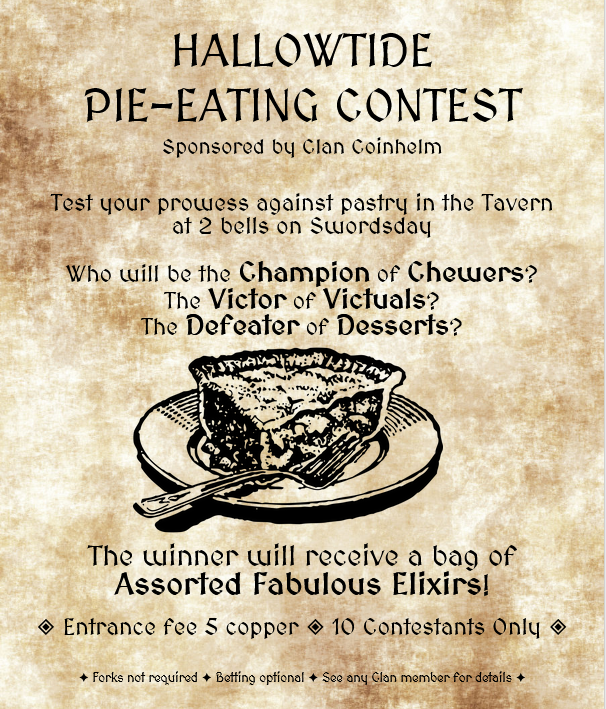 HALLOWTIDE
PIE-EATING CONTEST
Sponsored by Clan Coinhelm
Test your prowess against pastry in the Tavern
at 2 bells on Swordsday
Who will be the Champion of Chewers?
The Victor of Victuals?
The Defeater of Desserts?
The winner will receive a bag of
Assorted Fabulous Elixirs!
◈ Entrance fee 5 copper ◈ 10 Contestants Only ◈
✦ Forks not required ✦ Betting optional ✦ See any Clan member for details ✦